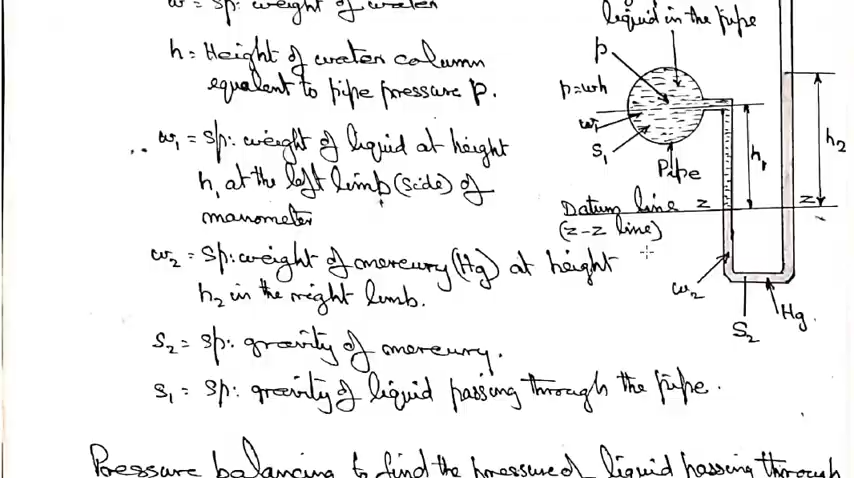 w = Sp: weight of water
h = Height of water column
equalent to pipe pressure p.
w₁ = Sp: weight of liquid at height
h₁ at the left limb (side) of
manometer
w₂ = Sp: weight of mercury (Hg) at height
h₂ in the right limb.
S₂ = Sp: gravity of mercury.
S₁ = Sp: gravity of liquid passing through the pipe.
Pressure balancing to find the pressure of liquid passing through
liquid in the pipe
p
p=wh
w₁
S₁
Pipe
h₁
h₂
Datum line z
(z-z line)
z
w₂
S₂
Hg.